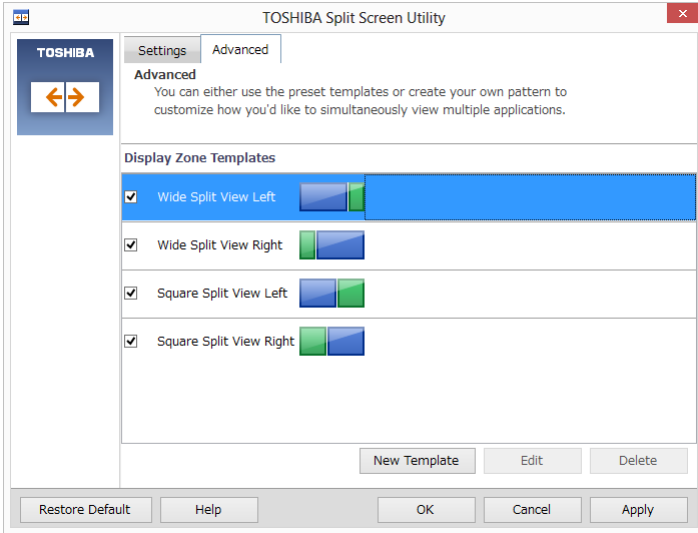 TOSHIBA Split Screen Utility
TOSHIBA
Settings
Advanced
Advanced
You can either use the preset templates or create your own pattern to
customize how you'd like to simultaneously view multiple applications.
Display Zone Templates
Wide Split View Left
Wide Split View Right
Square Split View Left
Square Split View Right
New Template
Edit
Delete
Restore Default
Help
OK
Cancel
Apply